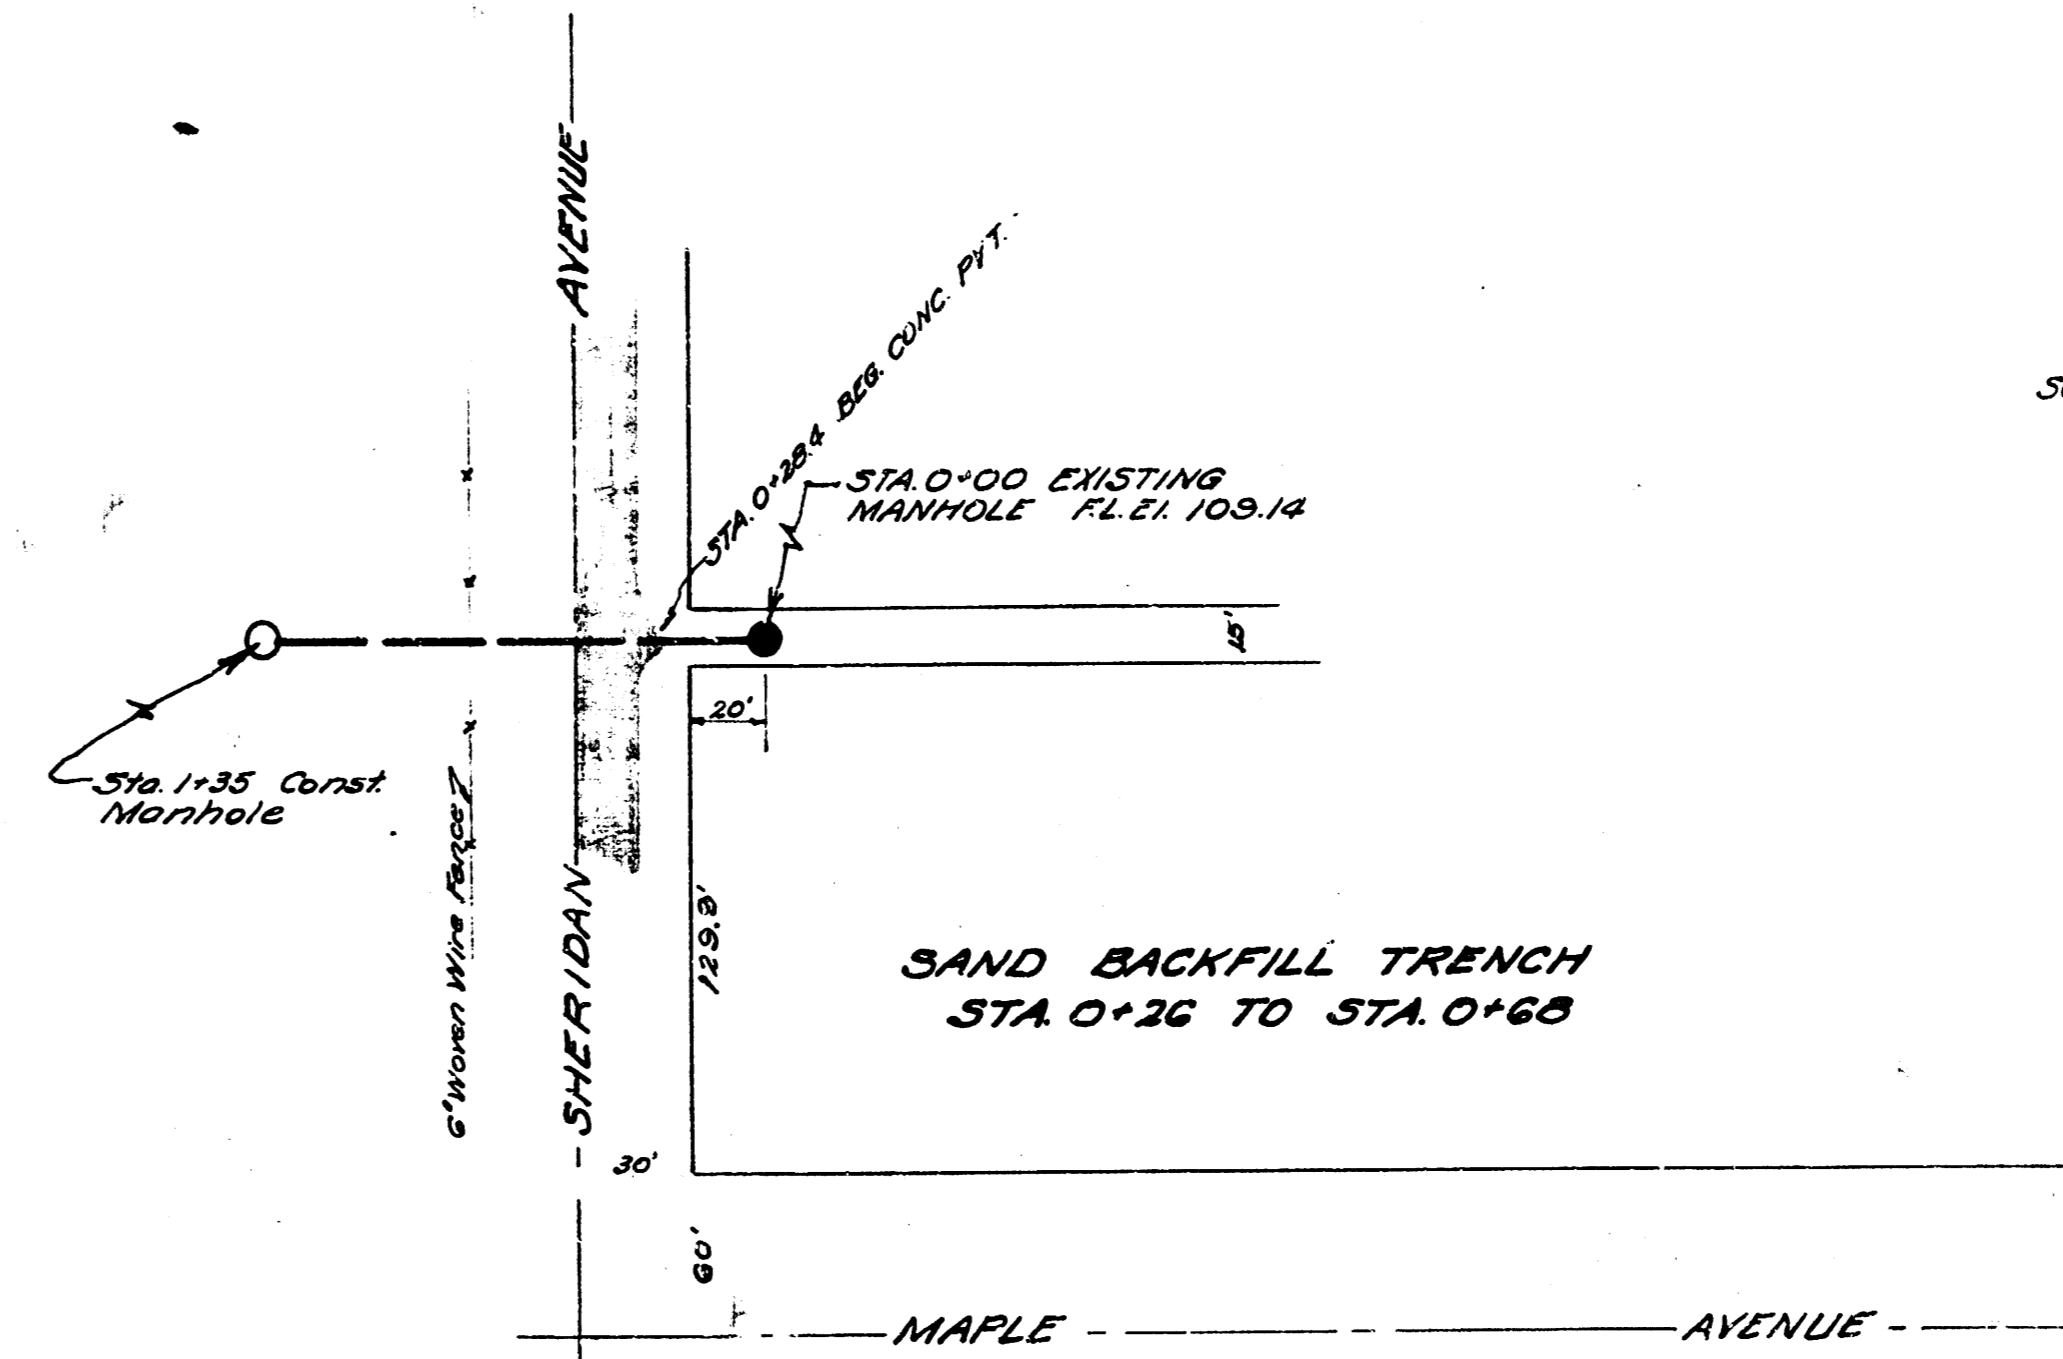 AVENUE
STA. 0+28.4 BEG. CONC. PVT.
STA. 0+00 EXISTING
MANHOLE FL. El. 109.14
15'
20'
Sta. 1+35 Const.
Manhole
6' Woven Wire Fence
SHERIDAN
SAND BACKFILL TRENCH
STA. 0+26 TO STA. 0+68
30'
60'
MAPLE AVENUE